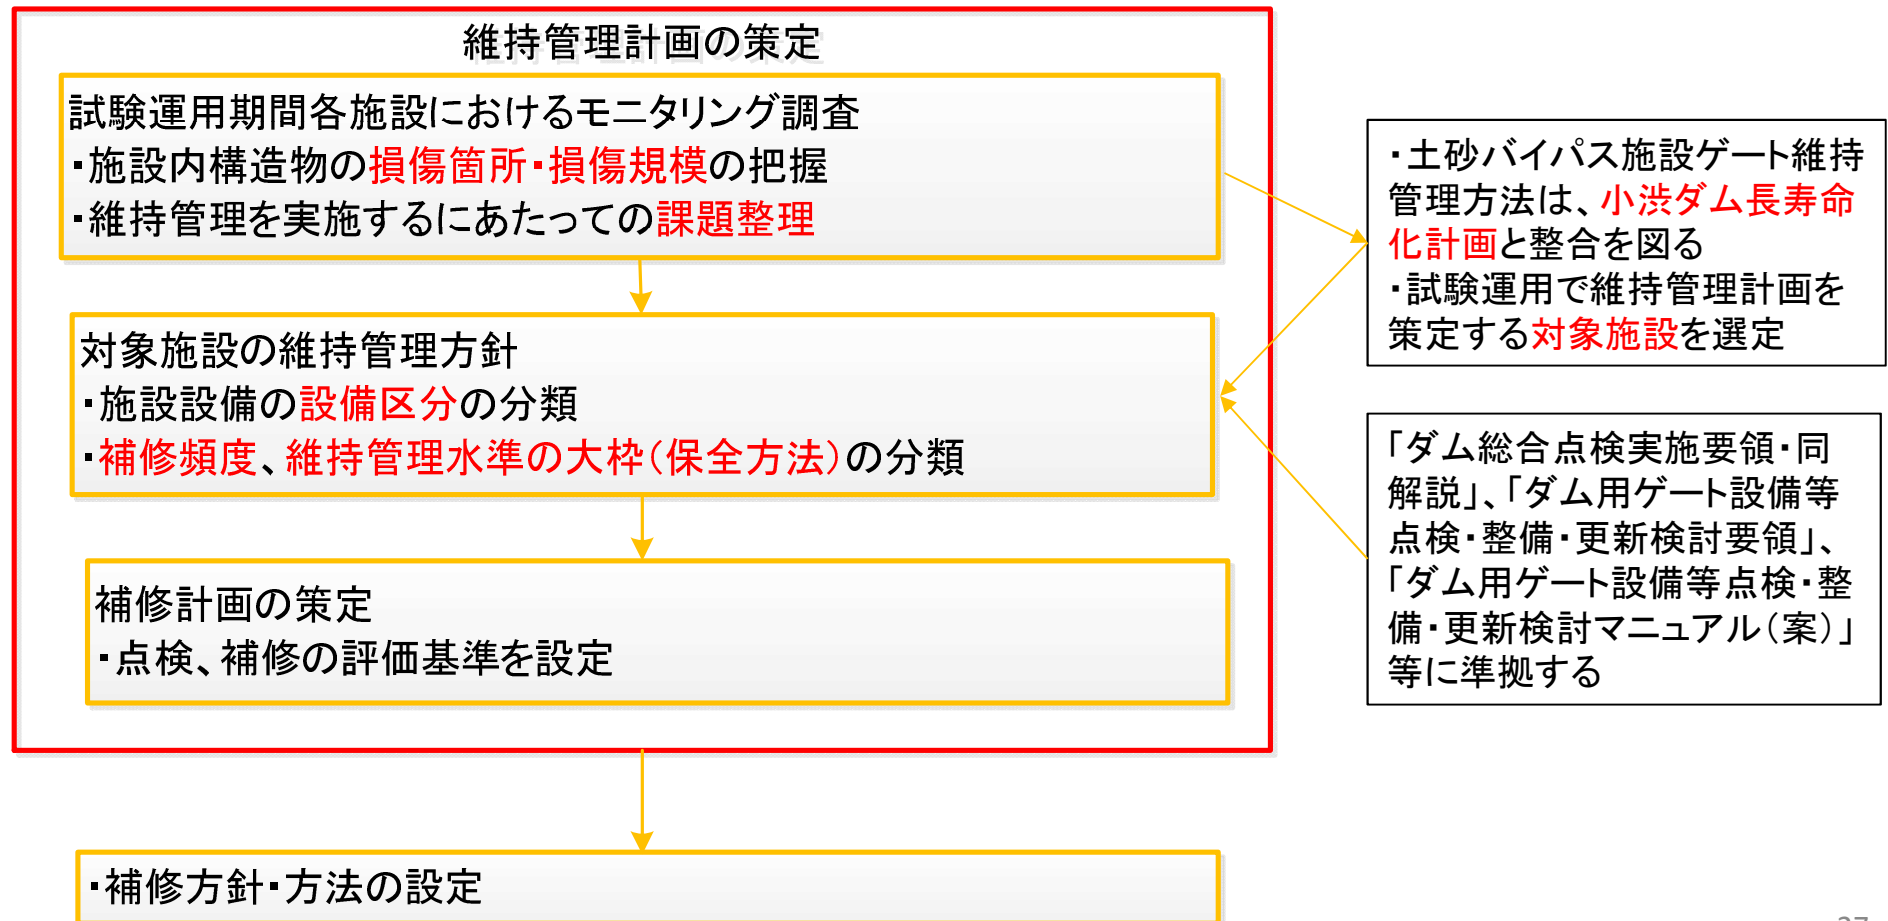 維持管理計画の策定
試験運用期間各施設におけるモニタリング調査
・施設内構造物の損傷箇所・損傷規模の把握
・維持管理を実施するにあたっての課題整理
対象施設の維持管理方針
・施設設備の設備区分の分類
・補修頻度、維持管理水準の大枠（保全方法）の分類
補修計画の策定
・点検、補修の評価基準を設定
・補修方針・方法の設定
・土砂バイパス施設ゲート維持
管理方法は、小渋ダム長寿命
化計画と整合を図る
・試験運用で維持管理計画を
策定する対象施設を選定
「ダム総合点検実施要領・同
解説」、「ダム用ゲート設備等
点検・整備・更新検討要領」、
「ダム用ゲート設備等点検・整
備・更新検討マニュアル（案）」
等に準拠する